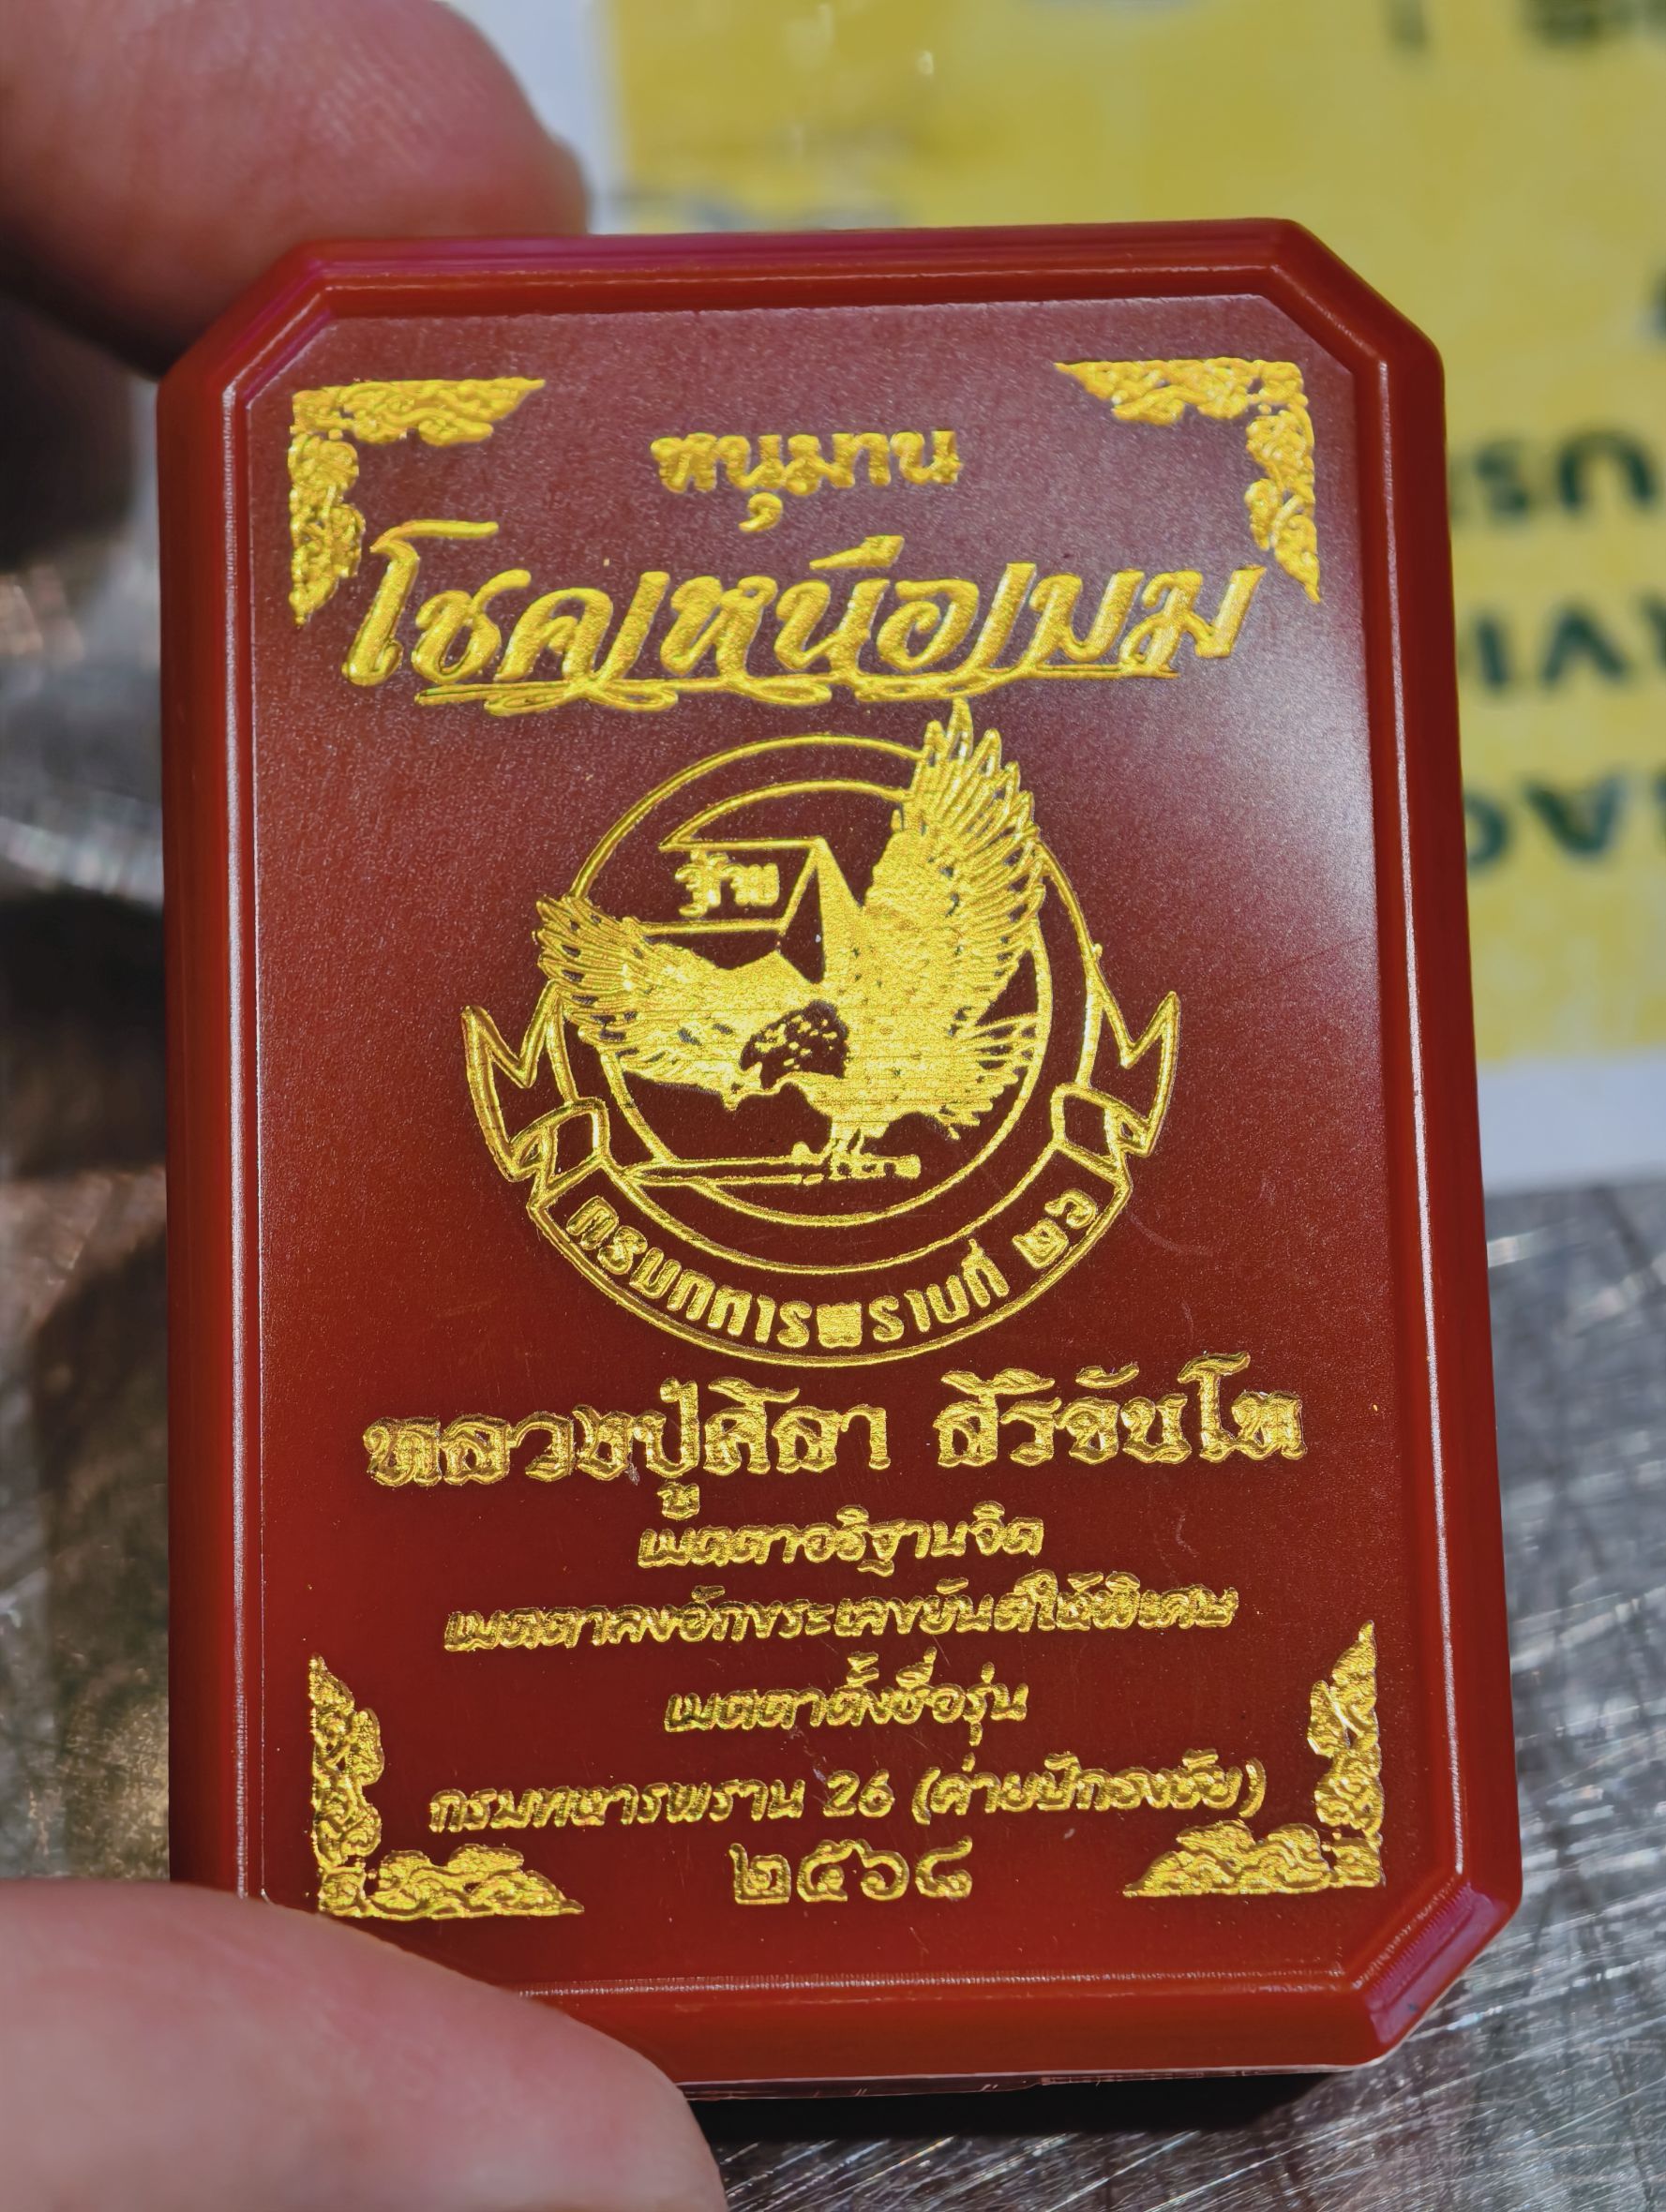 หนุมาน
โชคเหนือเมฆ
ทพ
กรมทหารพรานที่ ๒๖
หลวงปู่ศิลา สิริจันโท
เมตตาอธิฐานจิต
เมตตาลงอักขระเลขยันต์ให้พิเศษ
เมตตาตั้งชื่อรุ่น
กรมทหารพราน 26 (ค่ายปักธงชัย)
๒๕๖๘